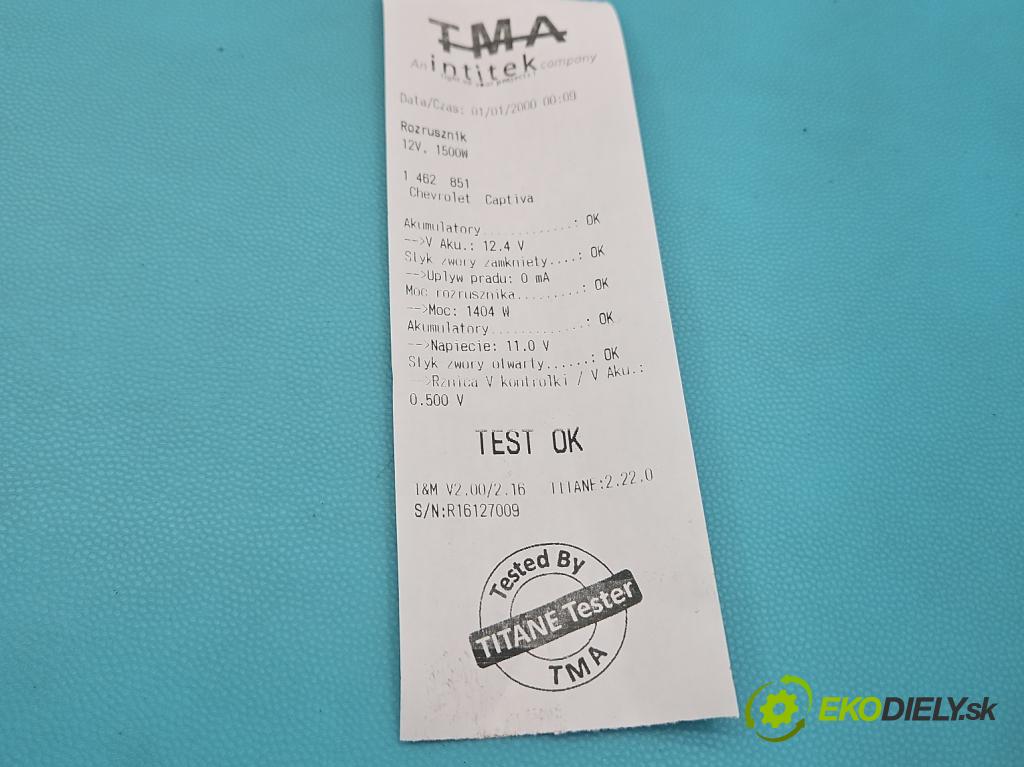 TMA
An intitek company
Data/Czas: 01/01/2000 00:09
Rozrusznik
12V. 1500W
1 462 851
Chevrolet Captiva
Akumulatory.............: OK
-->V Aku.: 12.4 V
Styk zwory zamkniety....: OK
-->Uplyw pradu: 0 mA
Moc rozrusznika.........: OK
-->Moc: 1404 W
Akumulatory.............: OK
-->Napiecie: 11.0 V
Styk zwory otwarty......: OK
-->Rznica V kontrolki / V Aku.:
0.500 V
TEST OK
I&M V2.00/2.16 TITANE:2.22.0
S/N:R16127009
Tested By
TITANE Tester
TMA
EKODIELY.sk